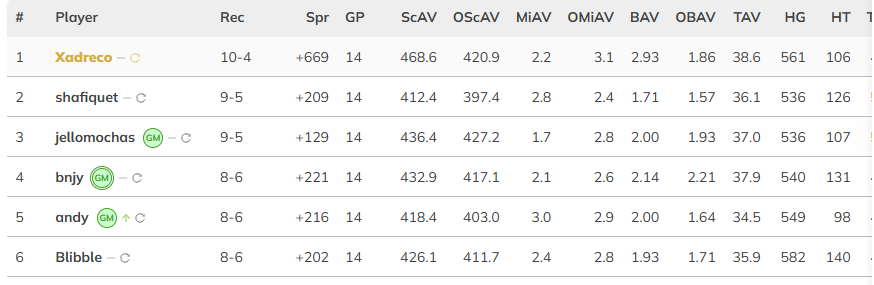 # Player Rec Spr GP ScAV OScAV MiAV OMiAV BAV OBAV TAV HG HT
1 Xadreco – 10-4 +669 14 468.6 420.9 2.2 3.1 2.93 1.86 38.6 561 106
2 shafiquet – 9-5 +209 14 412.4 397.4 2.8 2.4 1.71 1.57 36.1 536 126
3 jellomochas GM – 9-5 +129 14 436.4 427.2 1.7 2.8 2.00 1.93 37.0 536 107
4 bnjy GM – 8-6 +221 14 432.9 417.1 2.1 2.6 2.14 2.21 37.9 540 131
5 andy GM ↑ 8-6 +216 14 418.4 403.0 3.0 2.9 2.00 1.64 34.5 549 98
6 Blibble – 8-6 +202 14 426.1 411.7 2.4 2.8 1.93 1.71 35.9 582 140